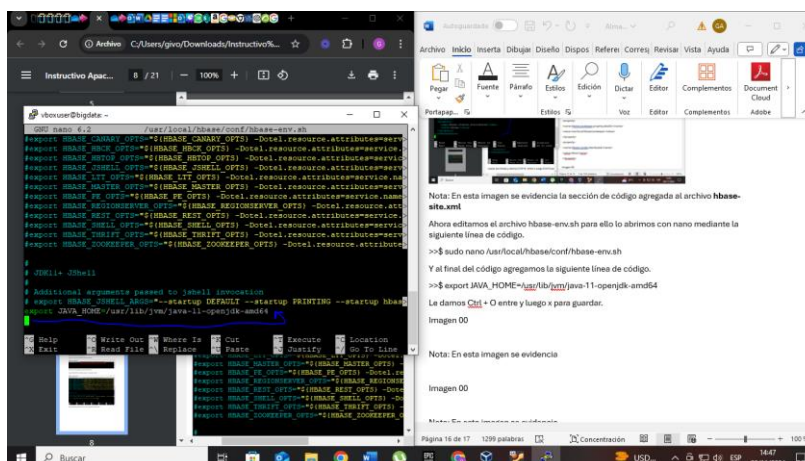 Archivo
C:/Users/givo/Downloads/Instructivo%...
Instructivo Apac...
8 / 21
100%
vboxuser@bigdata: ~
GNU nano 6.2
/usr/local/hbase/conf/hbase-env.sh
#export HBASE_CANARY_OPTS="${HBASE_CANARY_OPTS} -Dotel.resource.attributes=serv
#export HBASE_HBCK_OPTS="${HBASE_HBCK_OPTS} -Dotel.resource.attributes=service.
#export HBASE_HBTOP_OPTS="${HBASE_HBTOP_OPTS} -Dotel.resource.attributes=servic
#export HBASE_JSHELL_OPTS="${HBASE_JSHELL_OPTS} -Dotel.resource.attributes=serv
#export HBASE_LTT_OPTS="${HBASE_LTT_OPTS} -Dotel.resource.attributes=service.na
#export HBASE_MASTER_OPTS="${HBASE_MASTER_OPTS} -Dotel.resource.attributes=serv
#export HBASE_PE_OPTS="${HBASE_PE_OPTS} -Dotel.resource.attributes=service.name
#export HBASE_REGIONSERVER_OPTS="${HBASE_REGIONSERVER_OPTS} -Dotel.resource.att
#export HBASE_REST_OPTS="${HBASE_REST_OPTS} -Dotel.resource.attributes=service.
#export HBASE_SHELL_OPTS="${HBASE_SHELL_OPTS} -Dotel.resource.attributes=servic
#export HBASE_THRIFT_OPTS="${HBASE_THRIFT_OPTS} -Dotel.resource.attributes=serv
#export HBASE_ZOOKEEPER_OPTS="${HBASE_ZOOKEEPER_OPTS} -Dotel.resource.attribute
#
# JDK11+ JShell
#
# Additional arguments passed to jshell invocation
# export HBASE_JSHELL_ARGS="--startup DEFAULT --startup PRINTING --startup hbas
export JAVA_HOME=/usr/lib/jvm/java-11-openjdk-amd64
^G Help ^O Write Out ^W Where Is ^K Cut ^T Execute ^C Location
^X Exit ^R Read File ^\ Replace ^U Paste ^J Justify ^/ Go To Line
8
Buscar
Autoguardado
Archivo Inicio Inserta Dibujar Diseño Dispos Referer Corres Revisar Vista Ayuda
Pegar Fuente Párrafo Estilos Edición Dictar Editor Complementos Document Cloud
Portapap... Estilos Voz Editor Complementos Adobe
Nota: En esta imagen se evidencia la sección de código agregada al archivo hbase-
site.xml
Ahora editamos el archivo hbase-env.sh para ello lo abrimos con nano mediante la
siguiente línea de código.
>>$ sudo nano /usr/local/hbase/conf/hbase-env.sh
Y al final del código agregamos la siguiente línea de código.
>>$ export JAVA_HOME=/usr/lib/jvm/java-11-openjdk-amd64
Le damos Ctrl + O entre y luego x para guardar.
Imagen 00
Nota: En esta imagen se evidencia
Imagen 00
Página 16 de 17 1299 palabras Concentración
USD... ESP 14:47